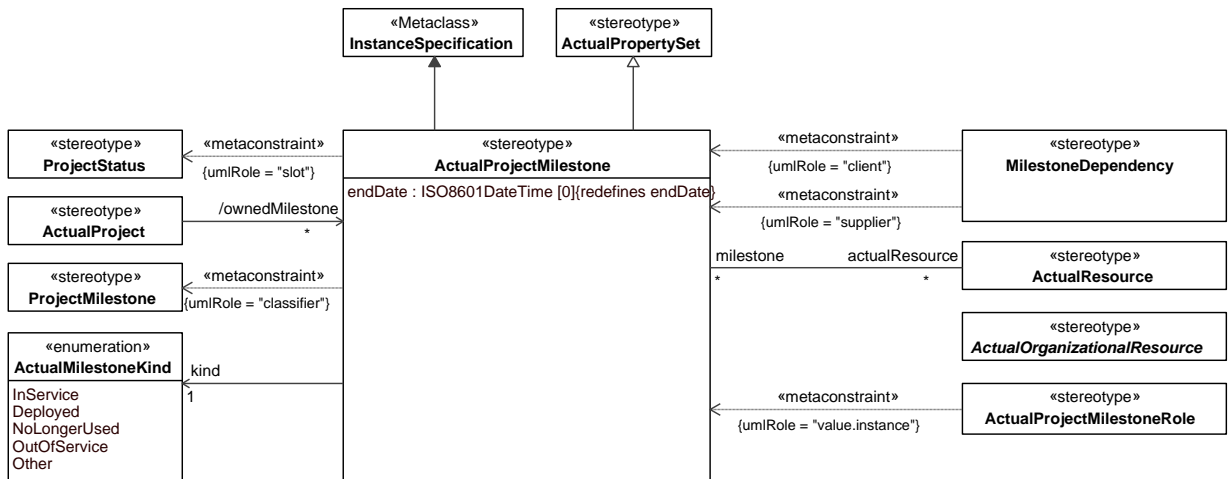 «Metaclass»
InstanceSpecification
«stereotype»
ActualPropertySet
«stereotype»
ProjectStatus
«metaconstraint»
{umlRole = "slot"}
«stereotype»
ActualProject
/ownedMilestone
*
«stereotype»
ProjectMilestone
«metaconstraint»
{umlRole = "classifier"}
«enumeration»
ActualMilestoneKind
InService
Deployed
NoLongerUsed
OutOfService
Other
kind
1
«stereotype»
ActualProjectMilestone
endDate : ISO8601DateTime [0]{redefines endDate}
«metaconstraint»
{umlRole = "client"}
«metaconstraint»
{umlRole = "supplier"}
«stereotype»
MilestoneDependency
milestone
*
actualResource
*
«stereotype»
ActualResource
«stereotype»
ActualOrganizationalResource
«metaconstraint»
{umlRole = "value.instance"}
«stereotype»
ActualProjectMilestoneRole